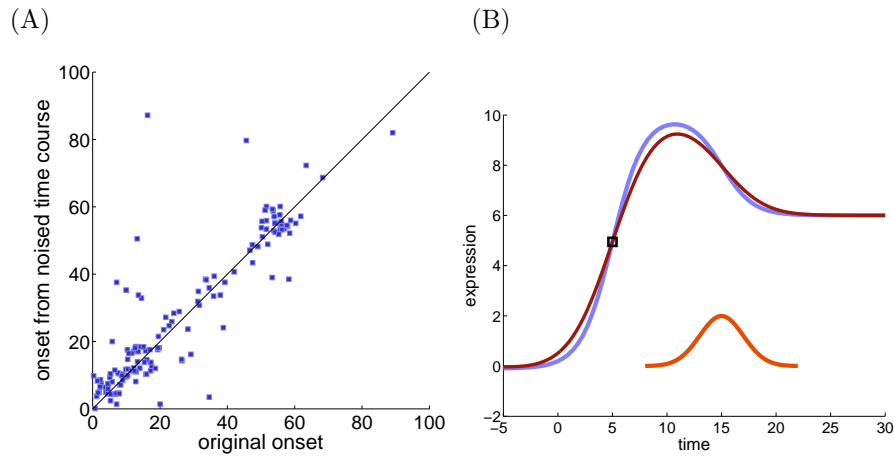 (A)
(B)
onset from noised time course
100
80
60
40
20
0
0 20 40 60 80 100
original onset
expression
10
8
6
4
2
0
−2
−5 0 5 10 15 20 25 30
time